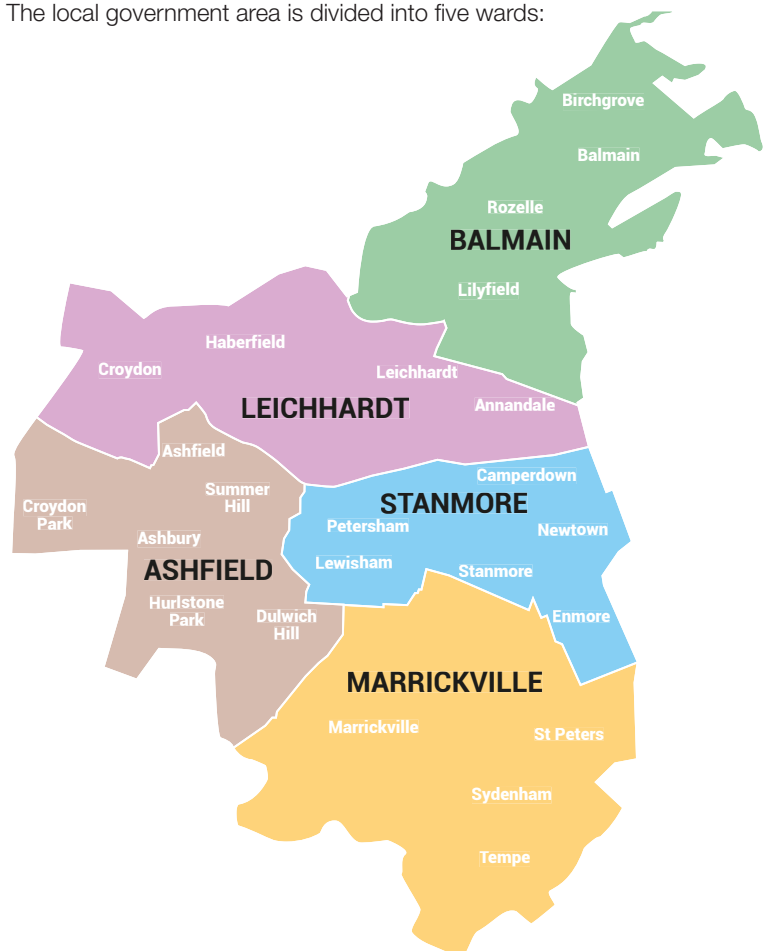 The local government area is divided into five wards:
Birchgrove
Balmain
Rozelle
BALMAIN
Lilyfield
Haberfield
Croydon
Leichhardt
LEICHHARDT
Annandale
Ashfield
Summer
Hill
Croydon
Park
Ashbury
ASHFIELD
Hurlstone
Park
Dulwich
Hill
Camperdown
STANMORE
Petersham
Newtown
Lewisham
Stanmore
Enmore
MARRICKVILLE
Marrickville
St Peters
Sydenham
Tempe